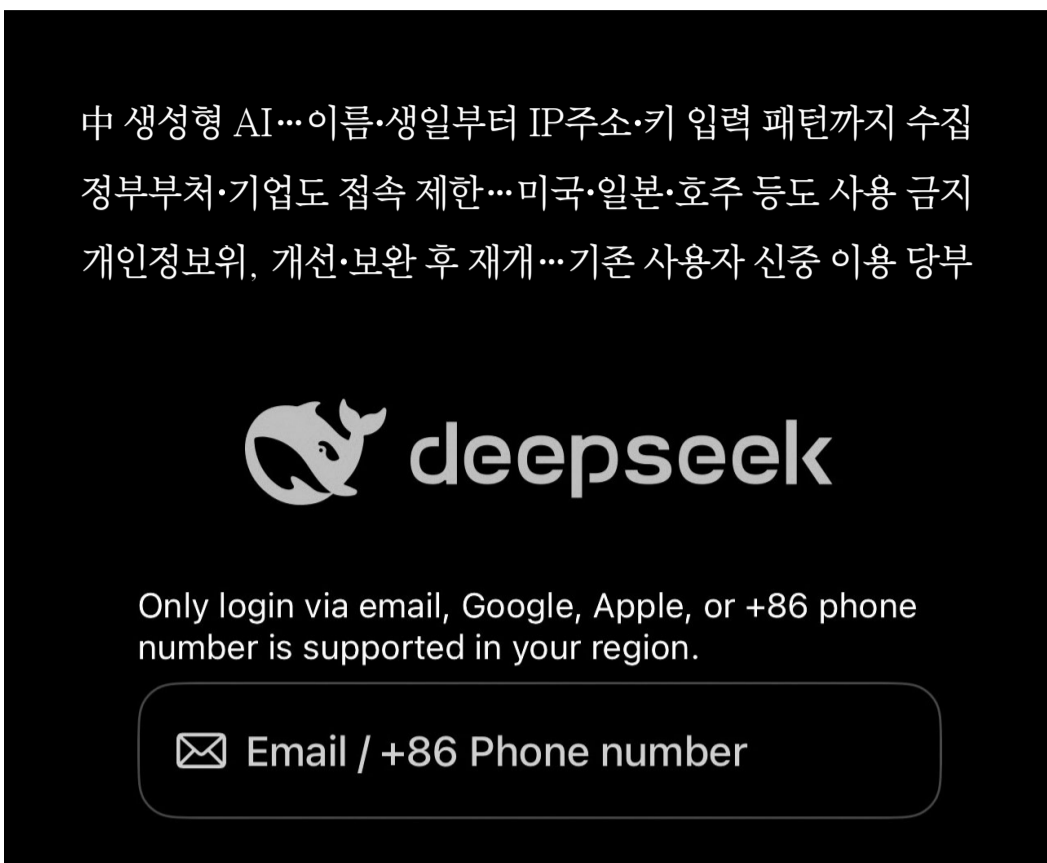 中 생성형 AI…이름·생일부터 IP주소·키 입력 패턴까지 수집
정부부처·기업도 접속 제한…미국·일본·호주 등도 사용 금지
개인정보위, 개선·보완 후 재개…기존 사용자 신중 이용 당부
deepseek
Only login via email, Google, Apple, or +86 phone
number is supported in your region.
Email / +86 Phone number